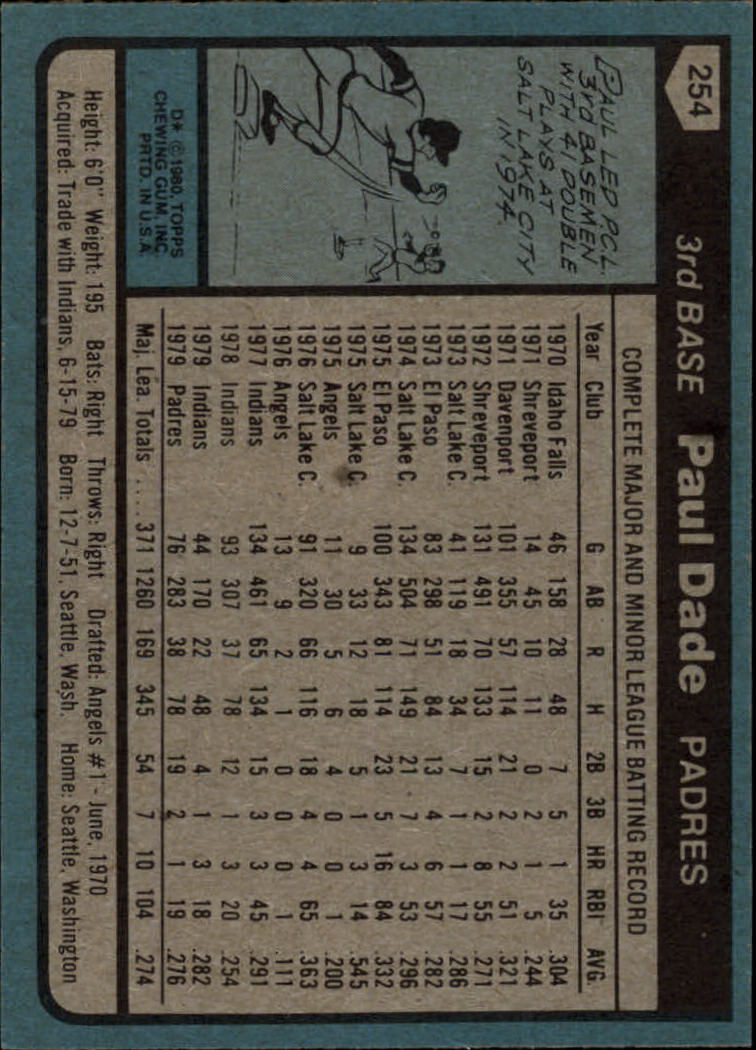 254
3rd BASE Paul Dade PADRES
PAUL LED P.C.L.
3rd BASEMEN
WITH 41 DOUBLE
PLAYS AT
SALT LAKE CITY
IN 1974.
D* ©1980 TOPPS
CHEWING GUM, INC.
PRTD. IN U.S.A.
COMPLETE MAJOR AND MINOR LEAGUE BATTING RECORD
Year Club G AB R H 2B 3B HR RBI AVG.
1970 Idaho Falls 46 158 28 48 7 5 1 35 .304
1971 Shreveport 14 45 10 11 0 2 1 5 .244
1971 Davenport 101 355 57 114 21 2 2 51 .321
1972 Shreveport 131 491 70 133 15 2 8 55 .271
1973 Salt Lake C. 41 119 18 34 7 1 1 17 .286
1973 El Paso 83 298 51 84 13 4 6 57 .282
1974 Salt Lake C. 134 504 71 149 21 7 3 53 .296
1975 El Paso 100 343 81 114 23 5 16 84 .332
1975 Salt Lake C. 9 33 12 18 5 1 3 14 .545
1975 Angels 11 30 5 6 4 0 0 1 .200
1976 Salt Lake C. 91 320 66 116 18 4 4 65 .363
1976 Angels 13 9 2 1 0 0 0 1 .111
1977 Indians 134 461 65 134 15 3 3 45 .291
1978 Indians 93 307 37 78 12 1 3 20 .254
1979 Indians 44 170 22 48 4 1 3 18 .282
1979 Padres 76 283 38 78 19 2 1 19 .276
Maj. Lea. Totals ..... 371 1260 169 345 54 7 10 104 .274
Height: 6'0" Weight: 195 Bats: Right Throws: Right Drafted: Angels #1 - June, 1970
Acquired: Trade with Indians, 6-15-79 Born: 12-7-51, Seattle, Wash. Home: Seattle, Washington